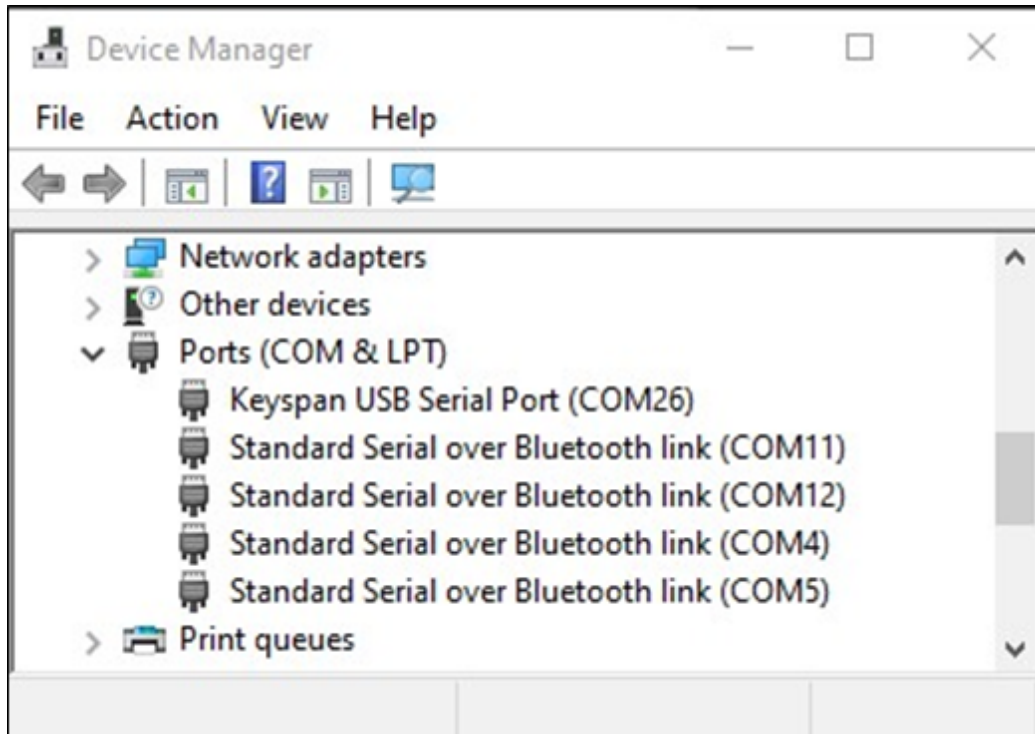 Device Manager
File Action View Help
?
Network adapters
Other devices
Ports (COM & LPT)
Keyspan USB Serial Port (COM26)
Standard Serial over Bluetooth link (COM11)
Standard Serial over Bluetooth link (COM12)
Standard Serial over Bluetooth link (COM4)
Standard Serial over Bluetooth link (COM5)
Print queues